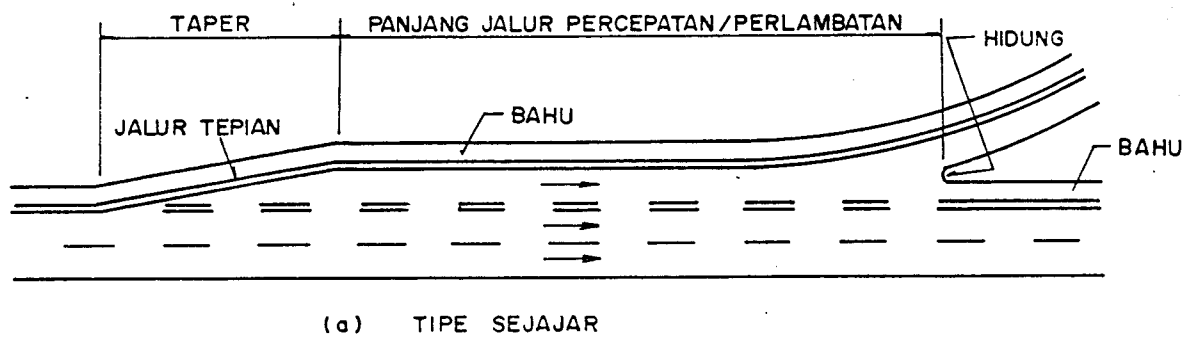 TAPER
PANJANG JALUR PERCEPATAN/PERLAMBATAN
HIDUNG
JALUR TEPIAN
BAHU
BAHU
(a) TIPE SEJAJAR